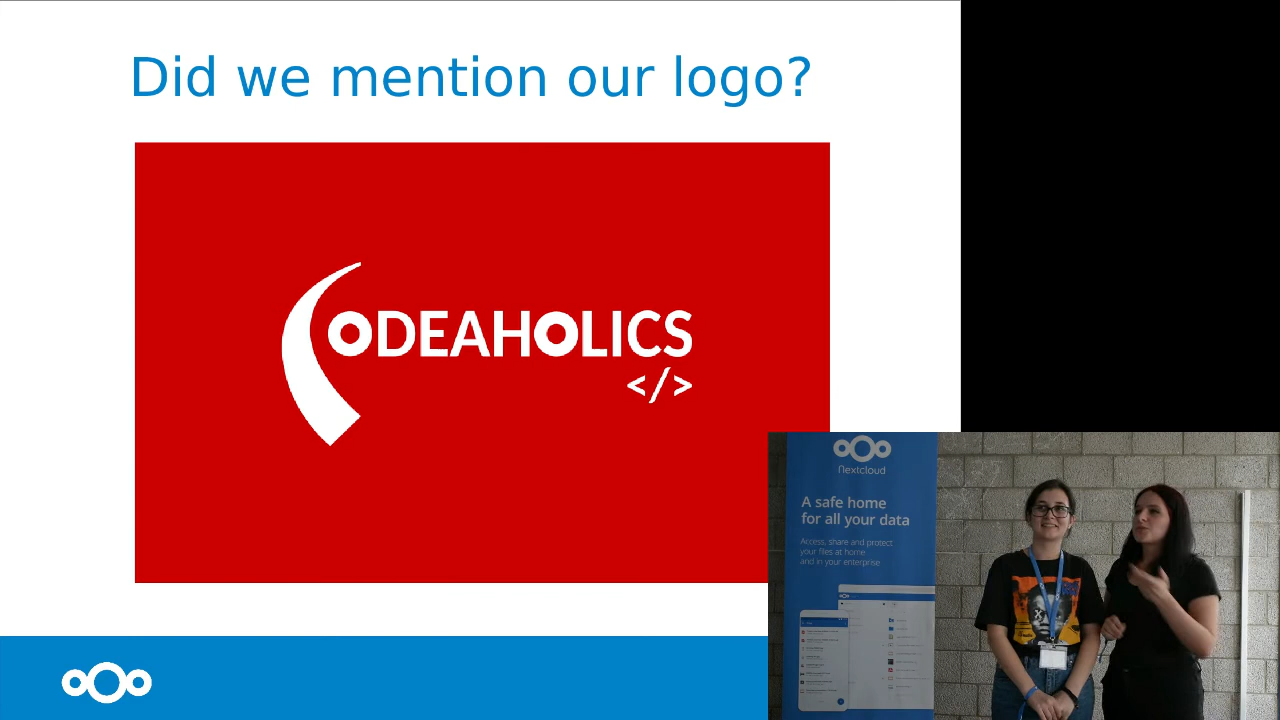 Did we mention our logo?
CODEAHOLICS
</>
Nextcloud
A safe home
for all your data
Access, share and protect
your files at home
and in your enterprise